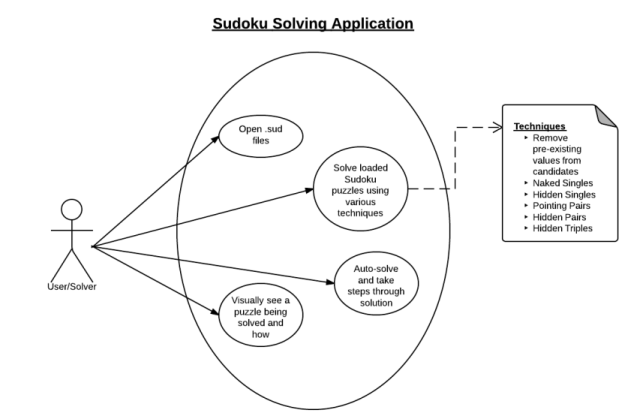 Sudoku Solving Application
Open .sud
files
Solve loaded
Sudoku
puzzles using
various
techniques
Techniques
‣ Remove
pre-existing
values from
candidates
‣ Naked Singles
‣ Hidden Singles
‣ Pointing Pairs
‣ Hidden Pairs
‣ Hidden Triples
User/Solver
Auto-solve
and take
steps through
solution
Visually see a
puzzle being
solved and
how